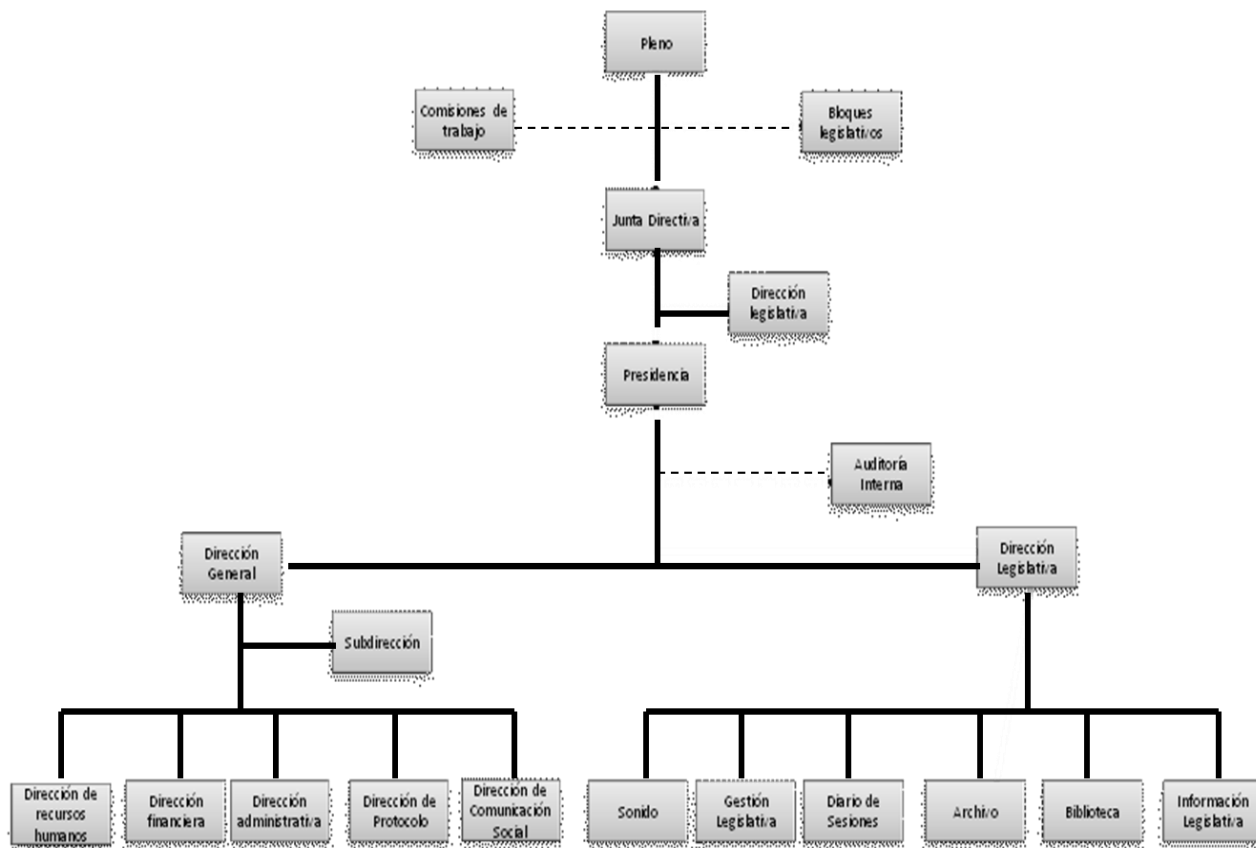 Pleno
Comisiones de
trabajo
Bloques
legislativos
Junta Directiva
Dirección
legislativa
Presidencia
Auditoría
Interna
Dirección
General
Dirección
Legislativa
Subdirección
Dirección de
recursos
humanos
Dirección
financiera
Dirección
administrativa
Dirección de
Protocolo
Dirección de
Comunicación
Social
Sonido
Gestión
Legislativa
Diario de
Sesiones
Archivo
Biblioteca
Información
Legislativa